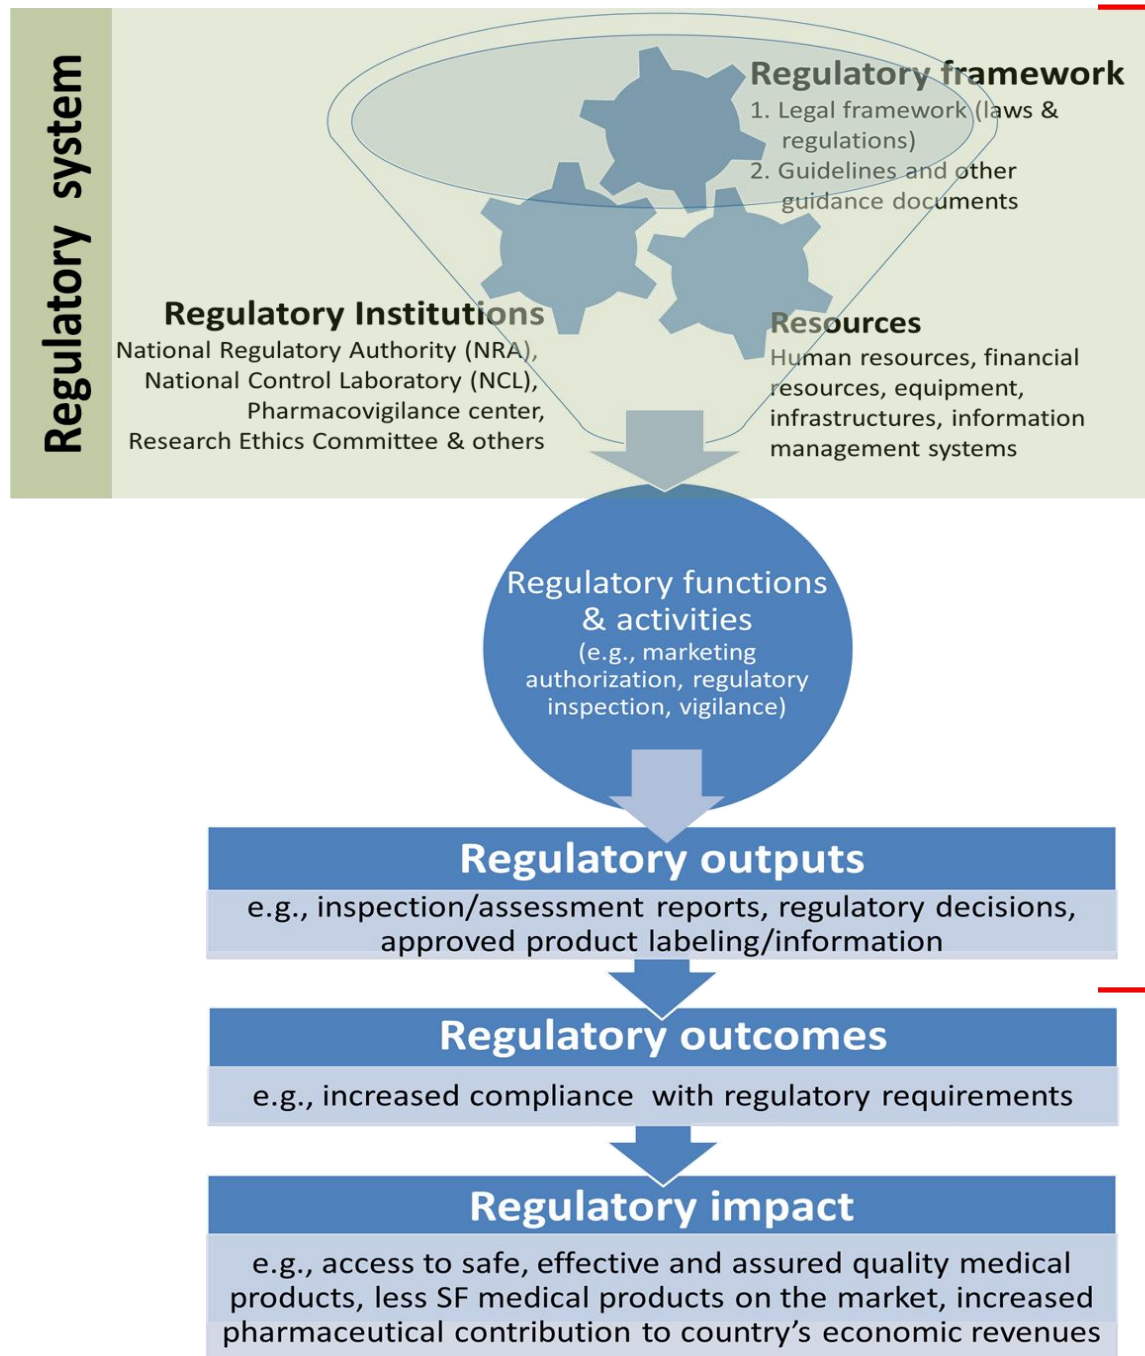 Regulatory system
Regulatory framework
1. Legal framework (laws &
regulations)
2. Guidelines and other
guidance documents
Regulatory Institutions
National Regulatory Authority (NRA),
National Control Laboratory (NCL),
Pharmacovigilance center,
Research Ethics Committee & others
Resources
Human resources, financial
resources, equipment,
infrastructures, information
management systems
Regulatory functions
& activities
(e.g., marketing
authorization, regulatory
inspection, vigilance)
Regulatory outputs
e.g., inspection/assessment reports, regulatory decisions,
approved product labeling/information
Regulatory outcomes
e.g., increased compliance with regulatory requirements
Regulatory impact
e.g., access to safe, effective and assured quality medical
products, less SF medical products on the market, increased
pharmaceutical contribution to country’s economic revenues